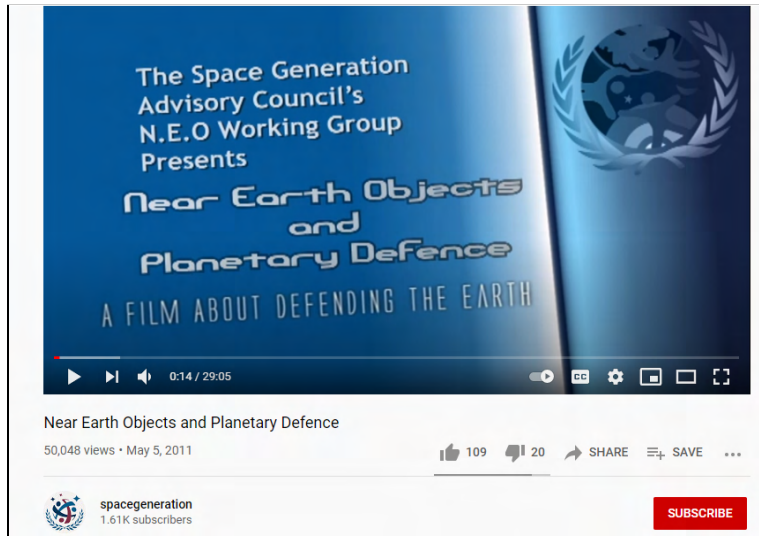 The Space Generation
Advisory Council's
N.E.O Working Group
Presents
Near Earth Objects
and
Planetary Defence
A FILM ABOUT DEFENDING THE EARTH
0:14 / 29:05
CC
Near Earth Objects and Planetary Defence
50,048 views • May 5, 2011
109
20
SHARE
SAVE
spacegeneration
1.61K subscribers
SUBSCRIBE